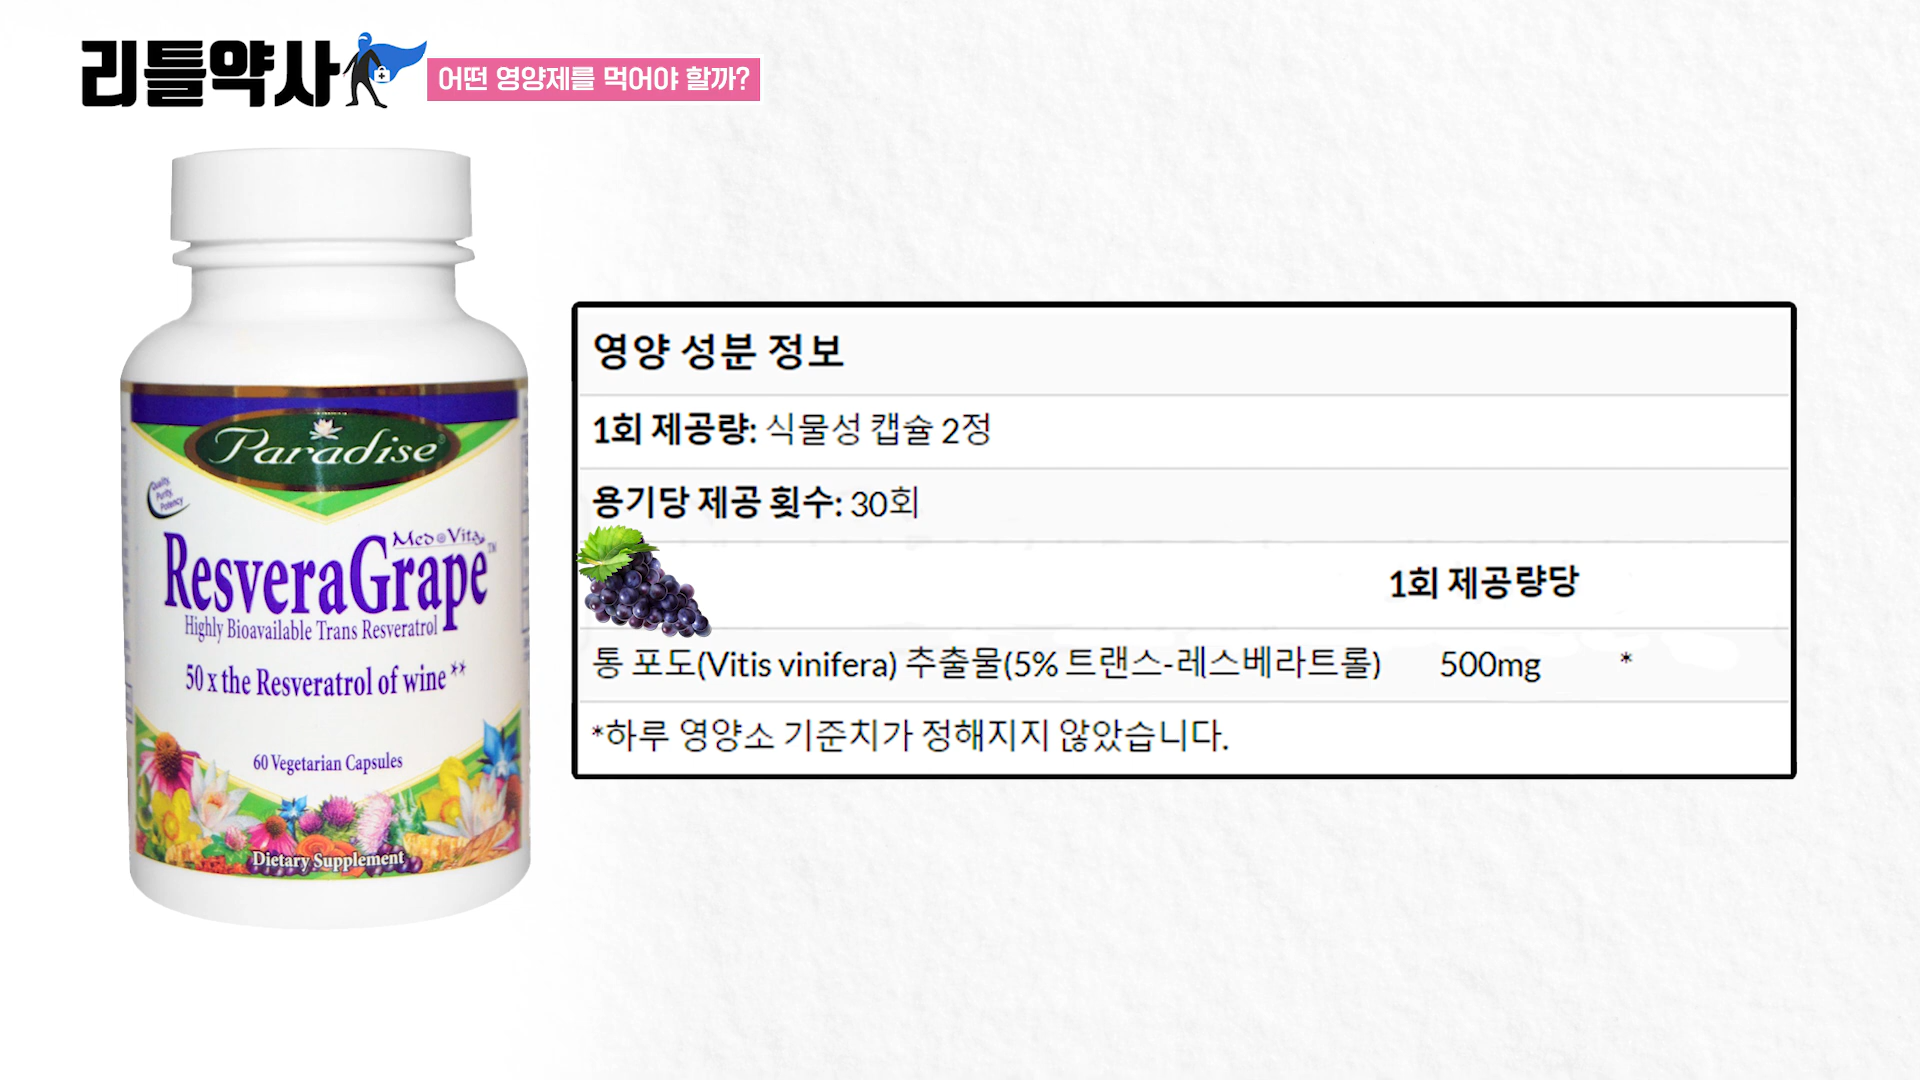 리틀약사
어떤 영양제를 먹어야 할까?
Paradise®
Quality,
Purity,
Potency
Med Vita
ResveraGrape™
Highly Bioavailable Trans Resveratrol
50 x the Resveratrol of wine**
60 Vegetarian Capsules
Dietary Supplement
영양 성분 정보
1회 제공량: 식물성 캡슐 2정
용기당 제공 횟수: 30회
1회 제공량당
통 포도(Vitis vinifera) 추출물(5% 트랜스-레스베라트롤) 500mg *
*하루 영양소 기준치가 정해지지 않았습니다.